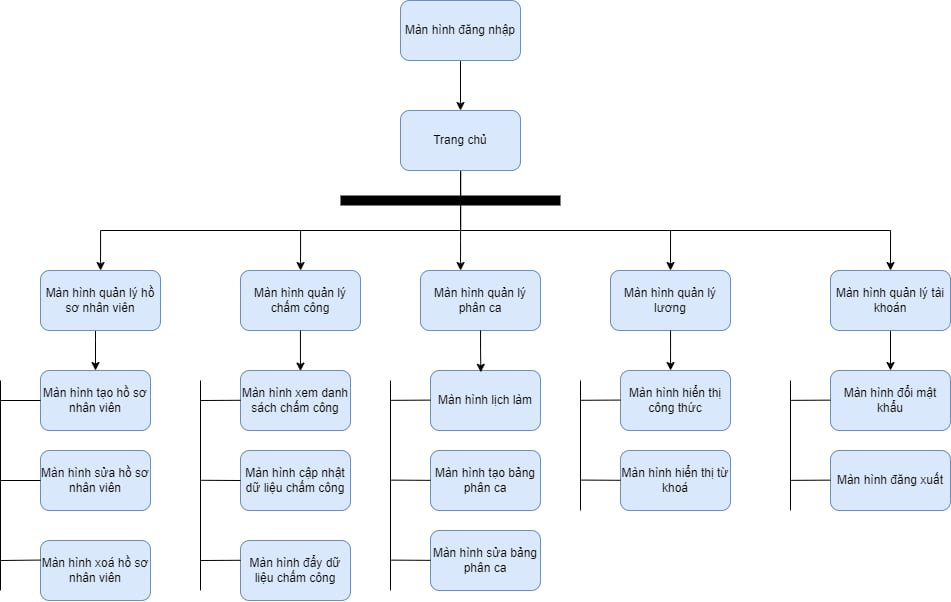 Màn hình đăng nhập
Trang chủ
Màn hình quản lý hồ
sơ nhân viên
Màn hình quản lý
chấm công
Màn hình quản lý
phân ca
Màn hình quản lý
lương
Màn hình quản lý tài
khoán
Màn hình tạo hồ sơ
nhân viên
Màn hình xem danh
sách chấm công
Màn hình lịch làm
Màn hình hiển thị
công thức
Màn hình đổi mật
khẩu
Màn hình sửa hồ sơ
nhân viên
Màn hình cập nhật
dữ liệu chấm công
Màn hình tạo bảng
phân ca
Màn hình hiển thị từ
khoá
Màn hình đăng xuất
Màn hình xoá hồ sơ
nhân viên
Màn hình đẩy dữ
liệu chấm công
Màn hình sửa bảng
phân ca